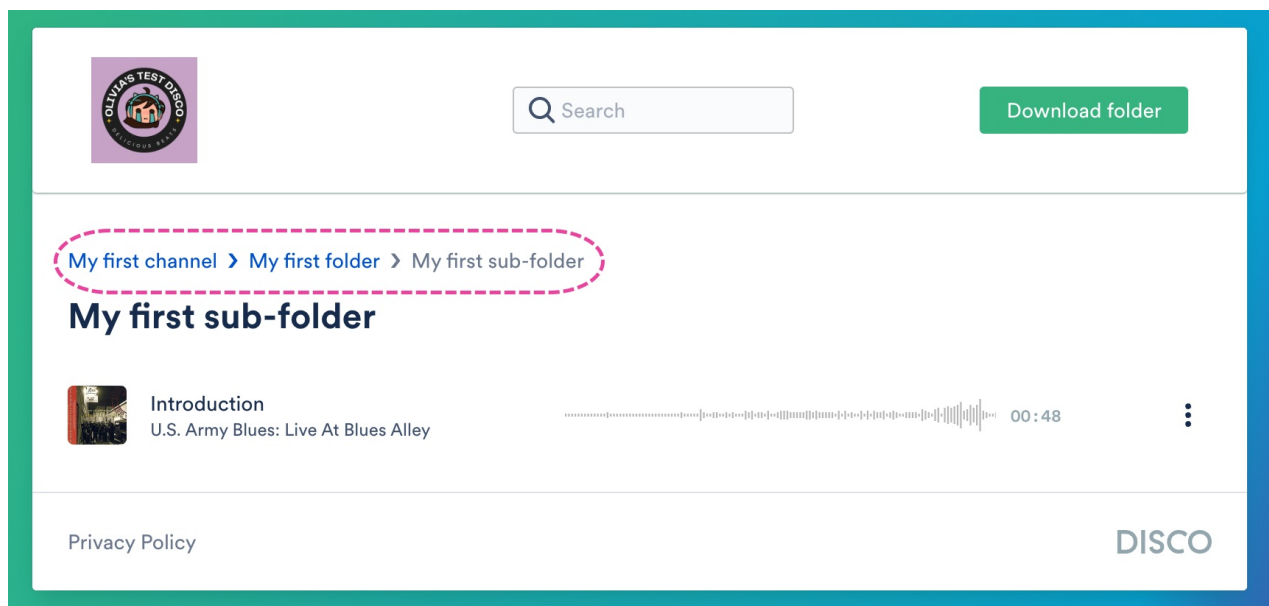 OLIVIA'S TEST DISCO
DELICIOUS BEATS
Search
Download folder
My first channel › My first folder › My first sub-folder
My first sub-folder
Introduction
U.S. Army Blues: Live At Blues Alley
00:48
Privacy Policy
DISCO